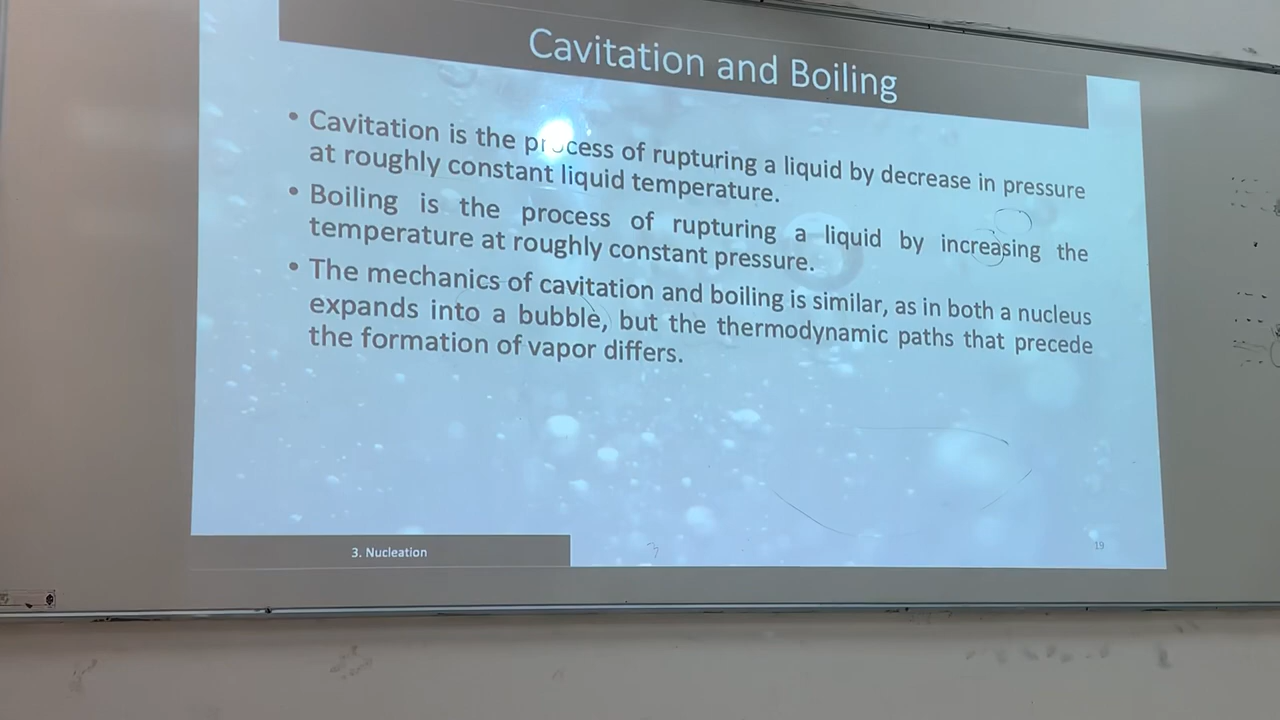 Cavitation and Boiling
• Cavitation is the process of rupturing a liquid by decrease in pressure
at roughly constant liquid temperature.
• Boiling is the process of rupturing a liquid by increasing the
temperature at roughly constant pressure.
• The mechanics of cavitation and boiling is similar, as in both a nucleus
expands into a bubble, but the thermodynamic paths that precede
the formation of vapor differs.
3. Nucleation
19